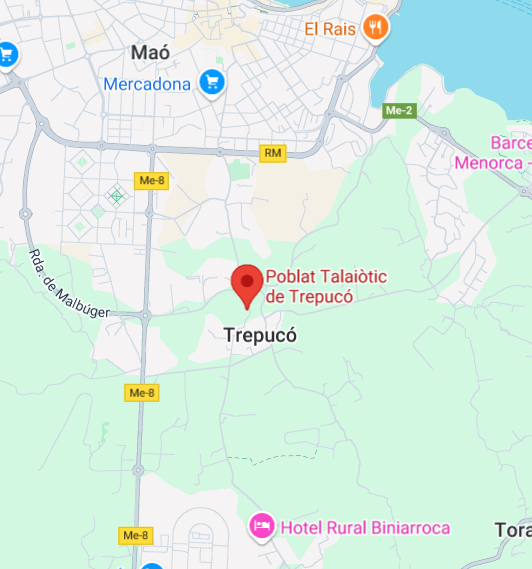 El Rais
Maó
Mercadona
Me-2
Barce
Menorca -
RM
Me-8
Rda. de Malbúger
Poblat Talaiòtic
de Trepucó
Trepucó
Me-8
Hotel Rural Biniarroca
Me-8
Tora